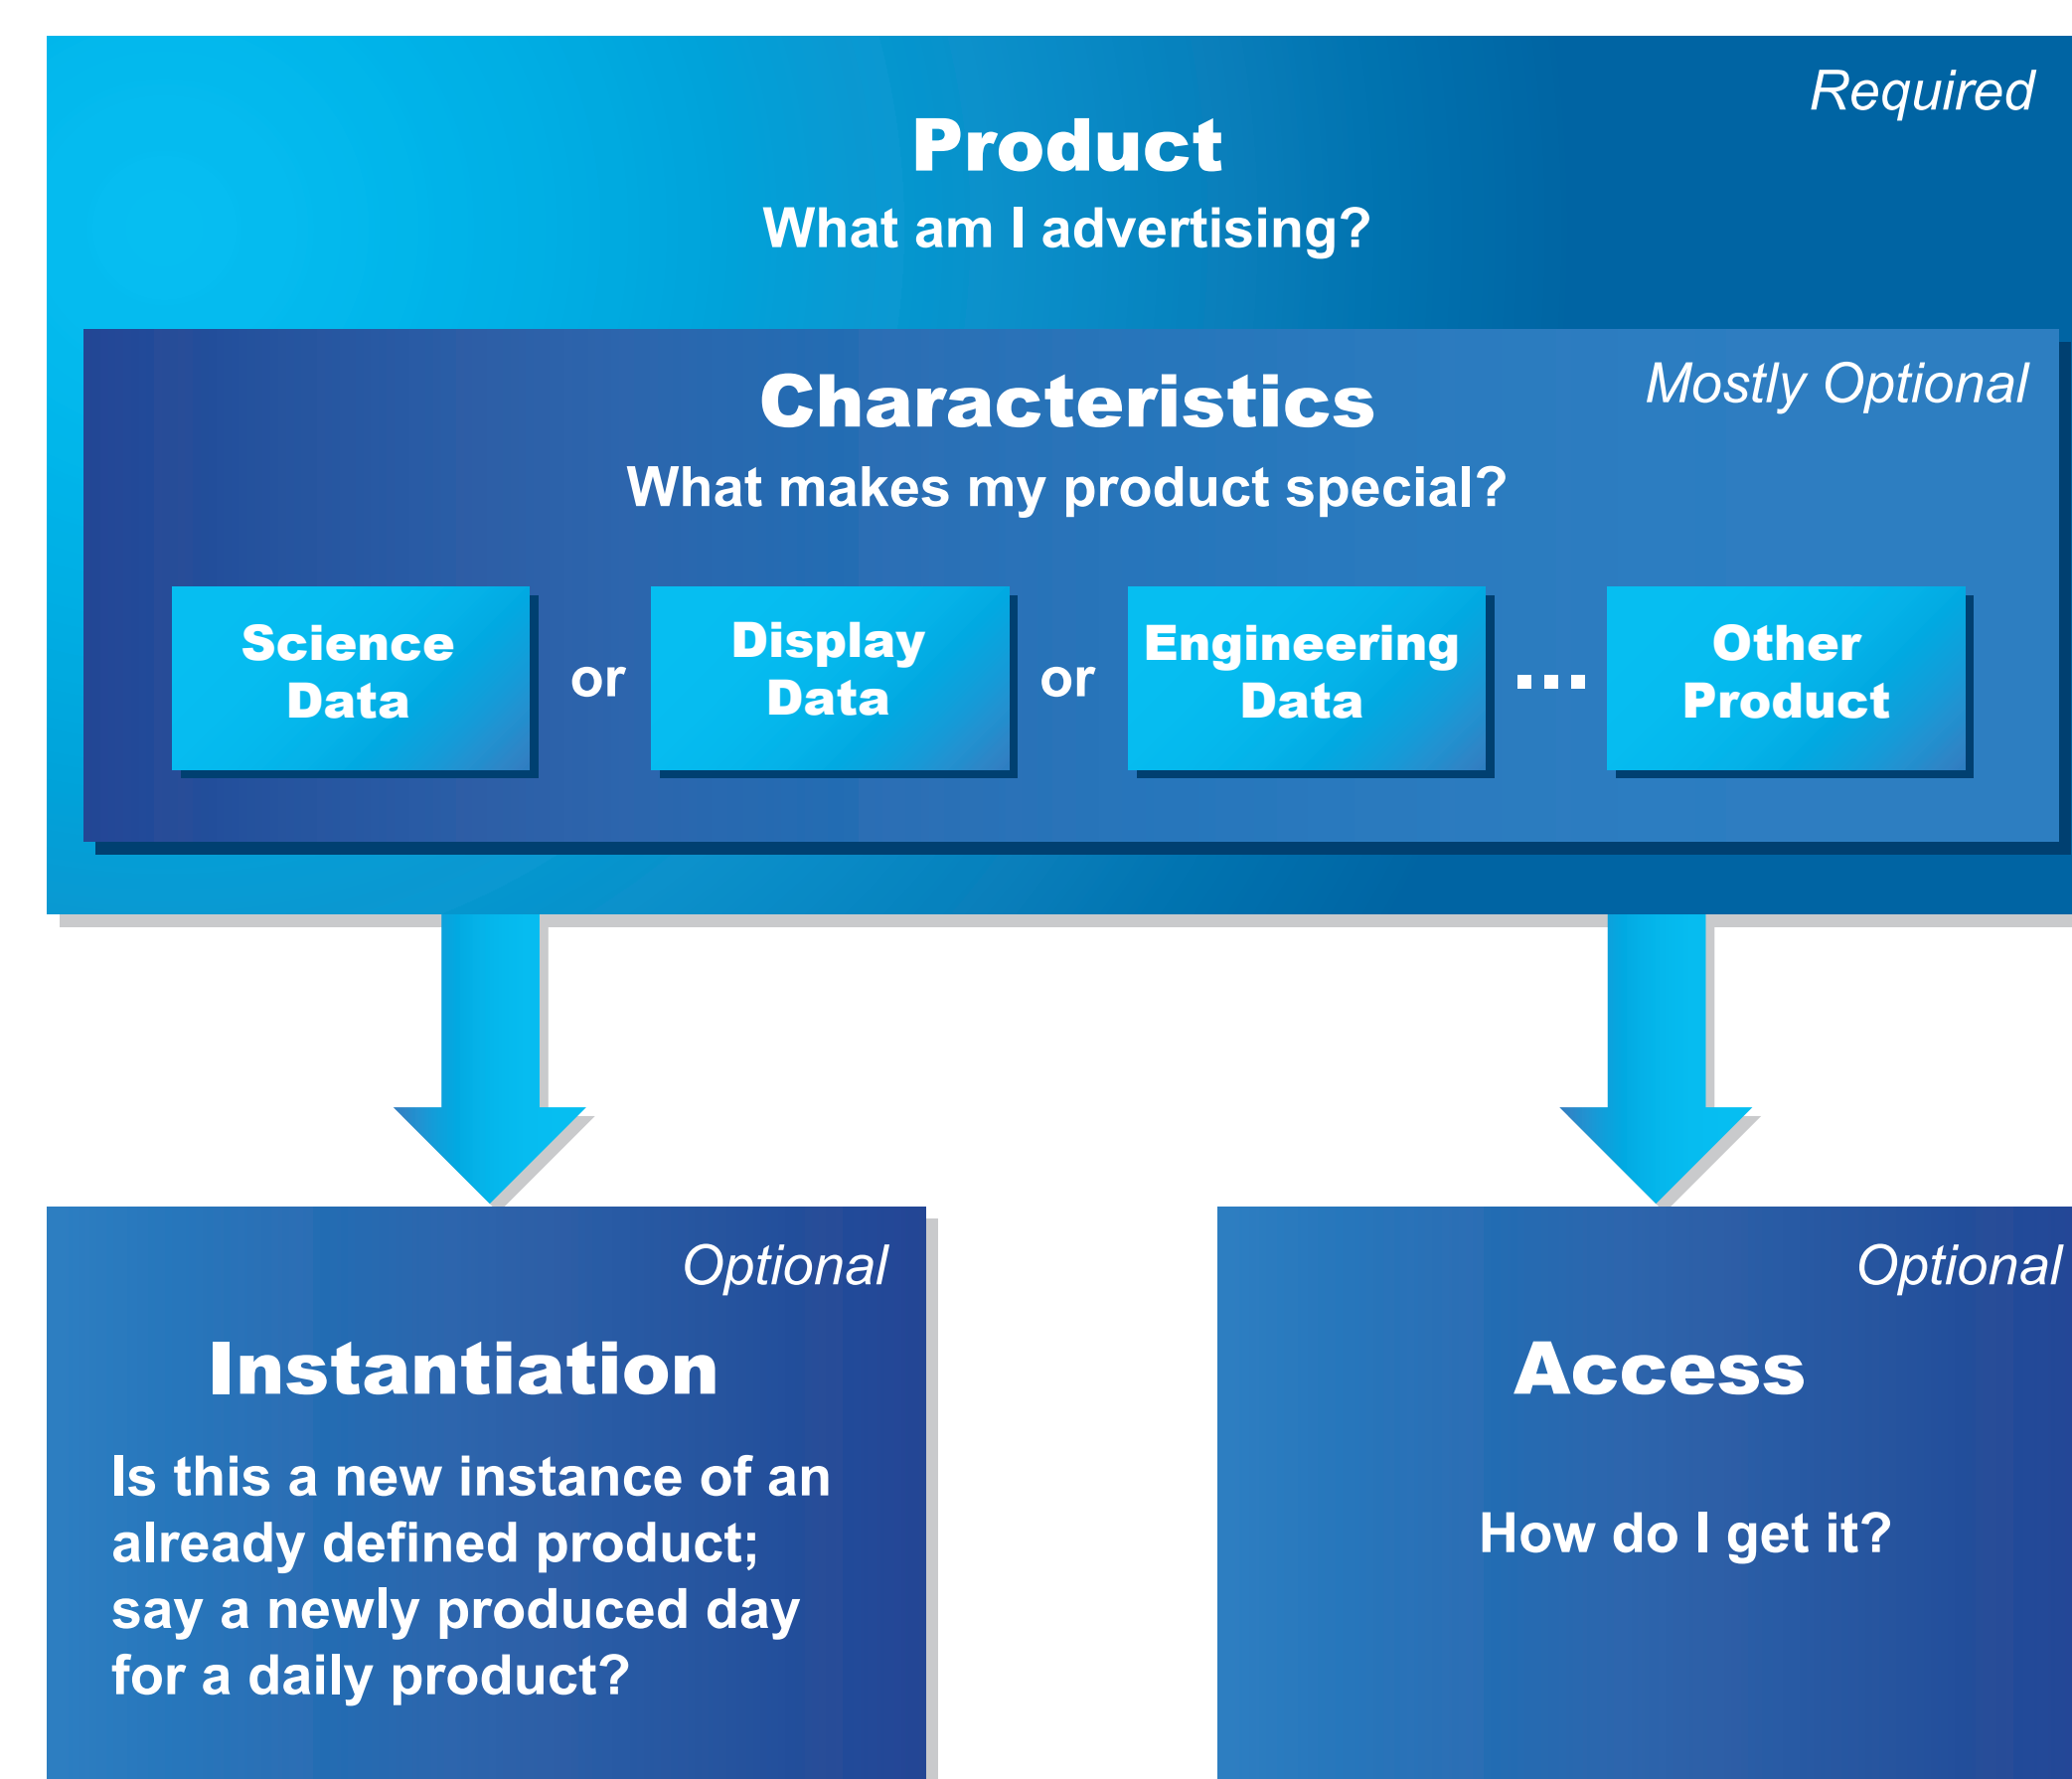 Required
Product
What am I advertising?
Mostly Optional
Characteristics
What makes my product special?
Science
Data
or
Display
Data
or
Engineering
Data
...
Other
Product
Optional
Instantiation
Is this a new instance of an
already defined product;
say a newly produced day
for a daily product?
Optional
Access
How do I get it?